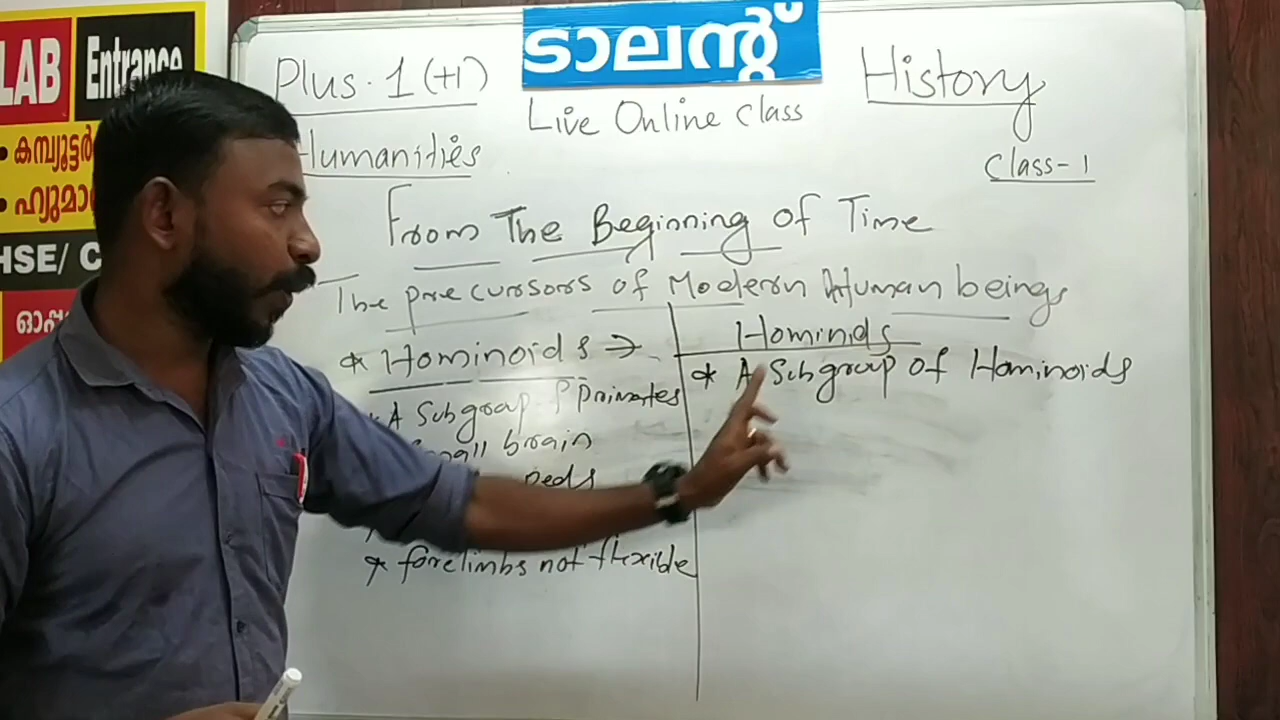 LAB
Entrance
കമ്പ്യൂട്ടർ
ഹ്യുമാ
HSE/ C
ടാലന്റ്
Plus. 1 (+1)
History
Live Online Class
Humanities
Class-1
From The Beginning of Time
The precursors of Modern Human beings
* Hominoids →
Hominids
* A Subgroup of primates
* A Subgroup of Hominoids
small brain
peds
* forelimbs not flexible